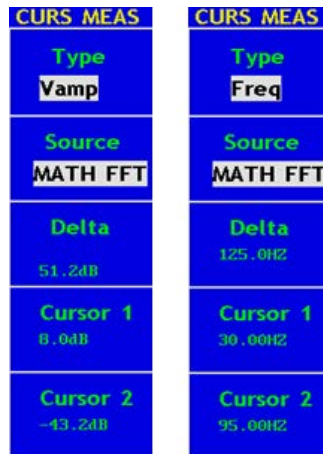 CURS MEAS
Type
Vamp
Source
MATH FFT
Delta
51.2dB
Cursor 1
8.0dB
Cursor 2
-43.2dB
CURS MEAS
Type
Freq
Source
MATH FFT
Delta
125.0HZ
Cursor 1
30.00HZ
Cursor 2
95.00HZ